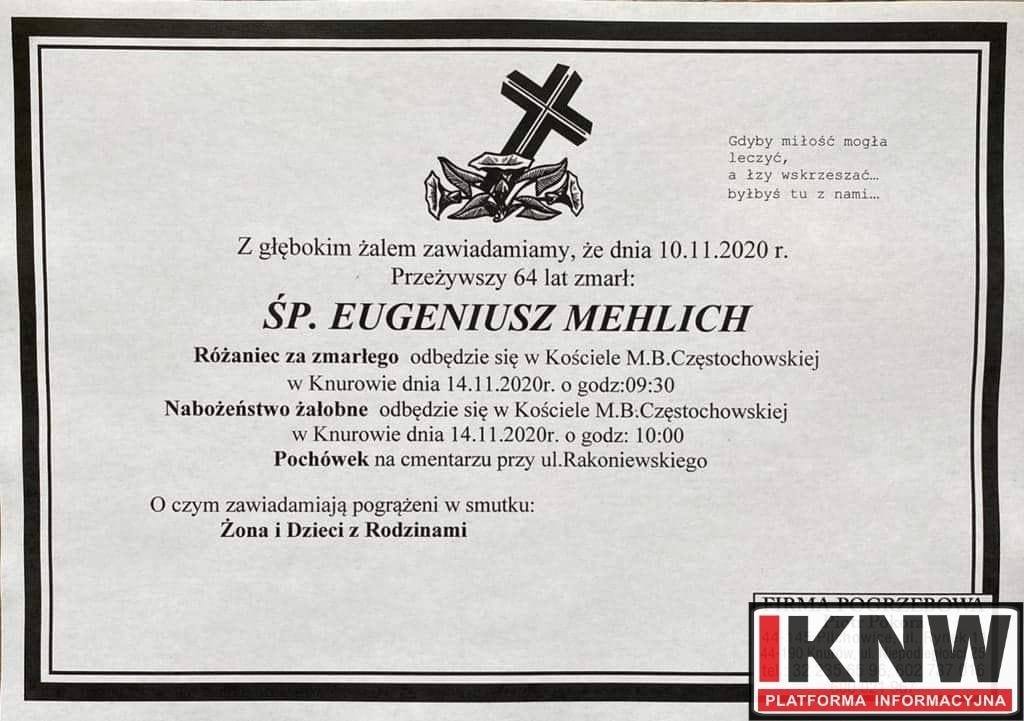 Gdyby miłość mogła
leczyć,
a łzy wskrzeszać…
byłbyś tu z nami…
Z głębokim żalem zawiadamiamy, że dnia 10.11.2020 r.
Przeżywszy 64 lat zmarł:
ŚP. EUGENIUSZ MEHLICH
Różaniec za zmarłego odbędzie się w Kościele M.B.Częstochowskiej
w Knurowie dnia 14.11.2020r. o godz:09:30
Nabożeństwo żałobne odbędzie się w Kościele M.B.Częstochowskiej
w Knurowie dnia 14.11.2020r. o godz: 10:00
Pochówek na cmentarzu przy ul.Rakoniewskiego
O czym zawiadamiają pogrążeni w smutku:
Żona i Dzieci z Rodzinami
FIRMA POGRZEBOWA
IKNW
PLATFORMA INFORMACYJNA